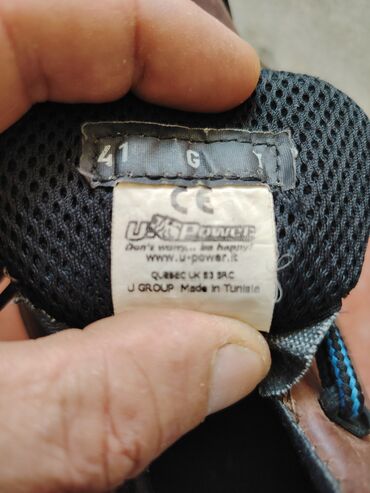 41 G
CE
U-Power
Don't worry... be happy!
www.u-power.it
QUEBEC UK S3 SRC
U GROUP Made in Tunisia